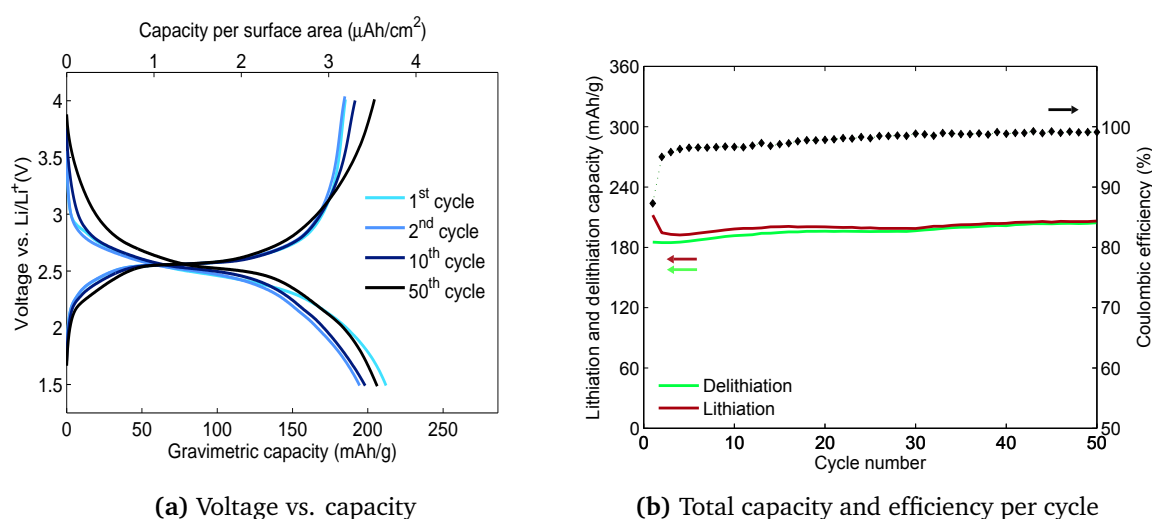 Capacity per surface area (μAh/cm²)
0 1 2 3 4
Voltage vs. Li/Li⁺(V)
4
3.5
3
2.5
2
1.5
1ˢᵗ cycle
2ⁿᵈ cycle
10ᵗʰ cycle
50ᵗʰ cycle
0 50 100 150 200 250
Gravimetric capacity (mAh/g)
(a) Voltage vs. capacity
Lithiation and delithiation capacity (mAh/g)
360
300
240
180
120
60
0
Delithiation
Lithiation
0 10 20 30 40 50
Cycle number
100
90
80
70
60
50
Coulombic efficiency (%)
(b) Total capacity and efficiency per cycle